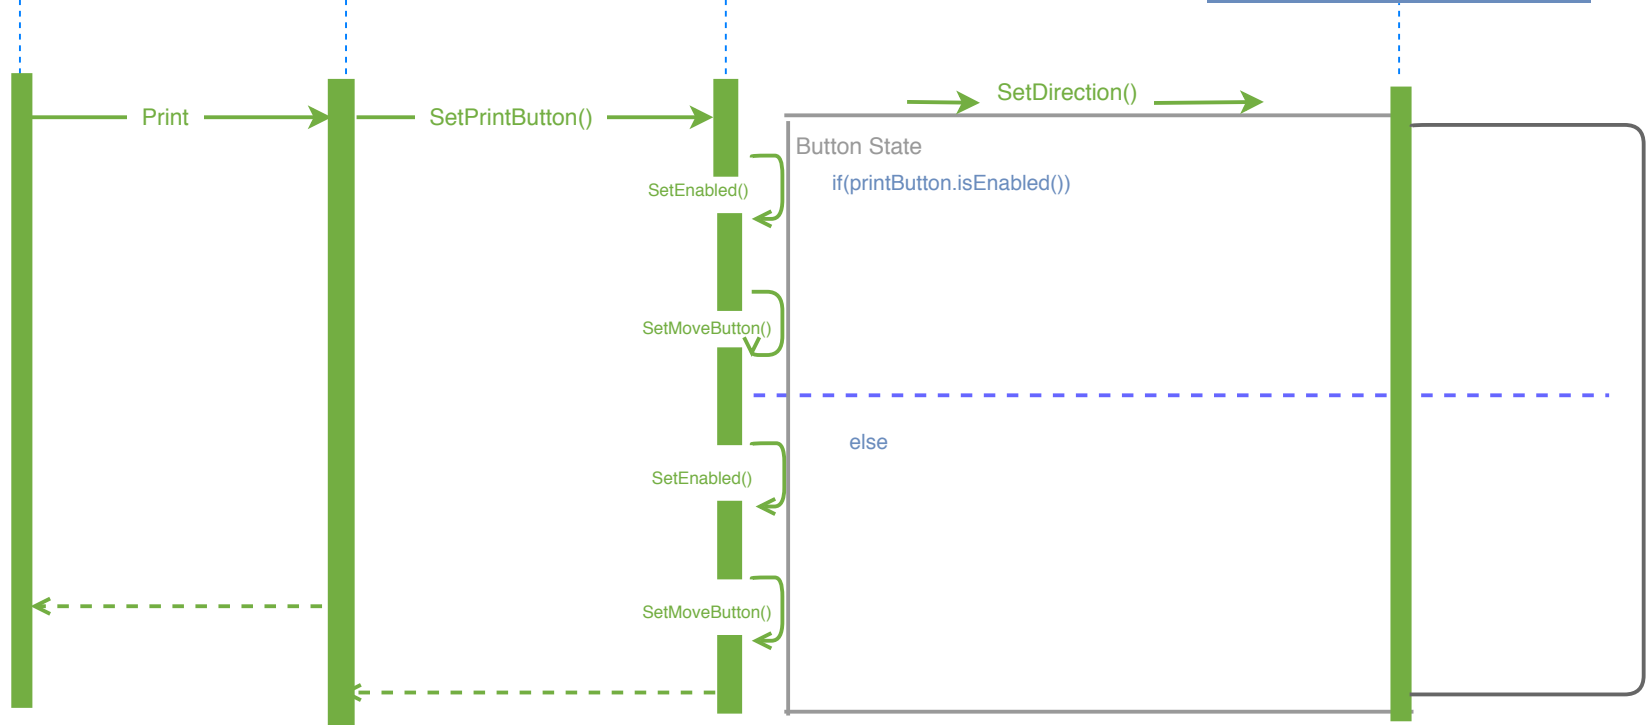 SetDirection()
Print
SetPrintButton()
Button State
if(printButton.isEnabled())
SetEnabled()
SetMoveButton()
else
SetEnabled()
SetMoveButton()